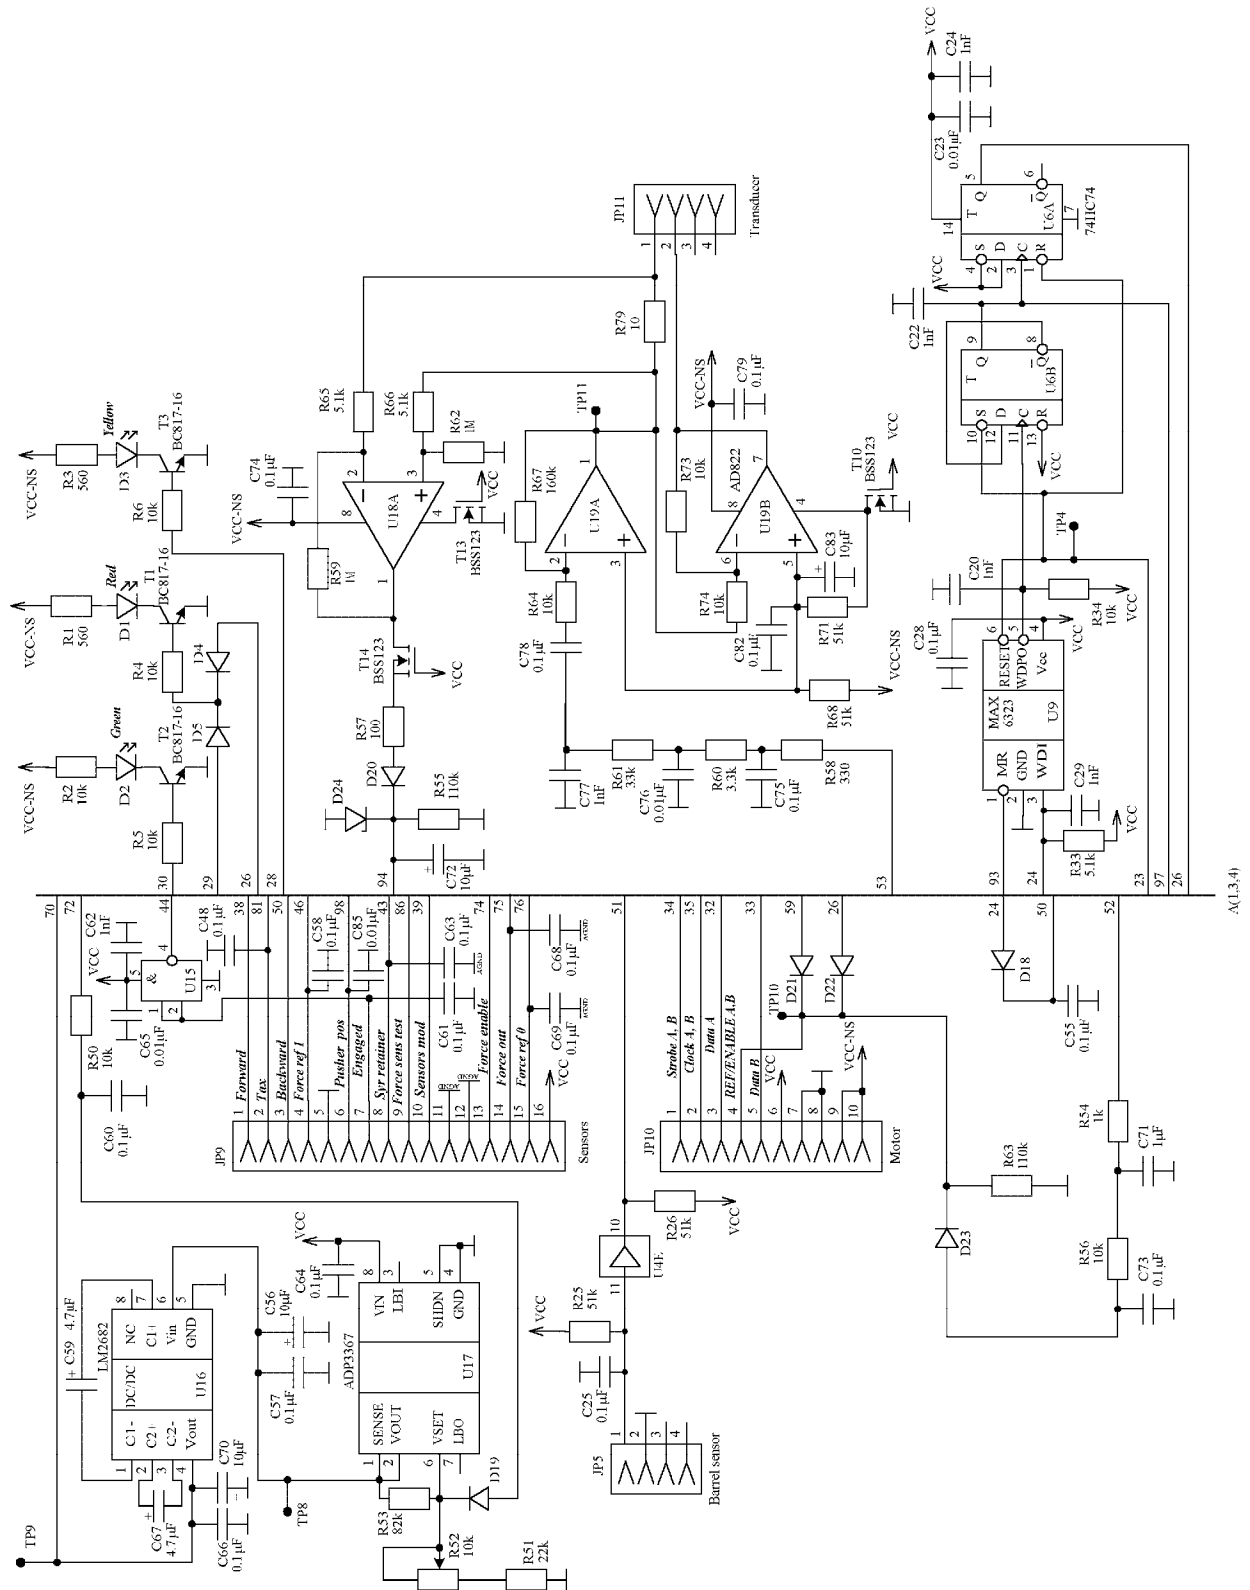 VCC-NS
R3
560
Yellow
D3
T3
BC817-16
R6
10k
VCC-NS
R1
560
Red
D1
T1
BC817-16
R4
10k
D4
D5
VCC-NS
R2
10k
Green
D2
T2
BC817-16
R5
10k
30
29
26
28
94
53
93
24
23
97
26
A(1,3,4)
70
72
44
38
81
50
46
98
43
86
39
74
75
76
51
34
35
32
33
59
26
24
50
52
VCC-NS
C74
0.1µF
R65
5.1k
R66
5.1k
R62
1M
R59
1M
U18A
8
2
3
4
1
T13
BSS123
VCC
T14
BSS123
VCC
R57
100
D20
D24
R55
110k
C72
10µF
R67
160k
TP11
U19A
1
2
3
R64
10k
C78
0.1µF
C77
1nF
R61
33k
C76
0.01µF
R60
3.3k
C75
0.1µF
R58
330
R79
10
JP11
Transducer
1
2
3
4
VCC-NS
C79
0.1µF
R73
10k
AD822
U19B
8
7
6
5
4
R74
10k
C82
0.1µF
C83
10µF
R71
51k
R68
51k
VCC-NS
T10
BSS123
VCC
VCC
C24
1nF
C23
0.01µF
14
T
Q
5
Q
6
U6A
74HC74
7
S
D
C
R
4
2
3
1
VCC
C22
1nF
9
T
Q
8
Q
U6B
S
D
C
R
10
12
11
13
VCC
TP4
C20
1nF
R34
10k
VCC
C28
0.1µF
VCC
MAX
6323
U9
RESET
WDPO
Vcc
6
5
4
MR
GND
WDI
1
2
3
C29
1nF
R33
5.1k
VCC
TP9
C59 4.7µF
LM2682
DC/DC
U16
NC
C1+
Vin
GND
8
7
6
5
C1-
C2+
C2-
Vout
1
2
3
4
C67
4.7µF
C70
10µF
C66
0.1µF
TP8
C56
10µF
C57
0.1µF
ADP3367
U17
VIN
LBI
SHDN
GND
8
3
5
4
SENSE
VOUT
VSET
LBO
1
2
6
7
VCC
C64
0.1µF
R53
82k
D19
R52
10k
R51
22k
C60
0.1µF
R50
10k
C65
0.01µF
VCC
C62
1nF
&
U15
1
2
3
4
5
C48
0.1µF
JP9
Sensors
1 Forward
2 Tax
3 Backward
4 Force ref 1
5
6 Pusher pos
7 Engaged
8 Syr retainer
9 Force sens test
10 Sensors mod
11
12
13 Force enable
14 Force out
15 Force ref 0
16
VCC
C58
0.1µF
C85
0.01µF
C63
0.1µF
C61
0.1µF
C68
0.1µF
C69
0.1µF
AGND
AGND
AGND
AGND
AGND
JP5
Barrel sensor
1
2
3
4
C25
0.1µF
R25
51k
VCC
11
10
U4E
R26
51k
VCC
JP10
Motor
1 Strobe A, B
2 Clock A, B
3 Data A
4 REF/ENABLE A,B
5 Data B
6
7
8
9
10
VCC
VCC-NS
TP10
D21
D22
D18
C55
0.1µF
D23
R63
110k
R54
1k
C71
1µF
R56
10k
C73
0.1µF